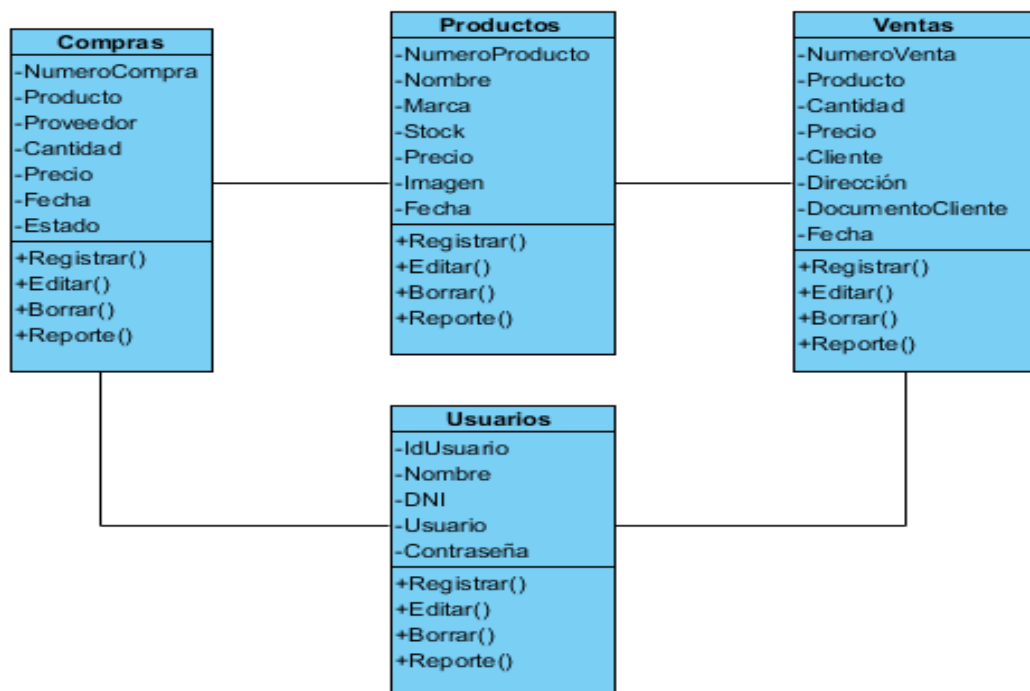 Compras
-NumeroCompra
-Producto
-Proveedor
-Cantidad
-Precio
-Fecha
-Estado
+Registrar()
+Editar()
+Borrar()
+Reporte()
Productos
-NumeroProducto
-Nombre
-Marca
-Stock
-Precio
-Imagen
-Fecha
+Registrar()
+Editar()
+Borrar()
+Reporte()
Ventas
-NumeroVenta
-Producto
-Cantidad
-Precio
-Cliente
-Dirección
-DocumentoCliente
-Fecha
+Registrar()
+Editar()
+Borrar()
+Reporte()
Usuarios
-IdUsuario
-Nombre
-DNI
-Usuario
-Contraseña
+Registrar()
+Editar()
+Borrar()
+Reporte()